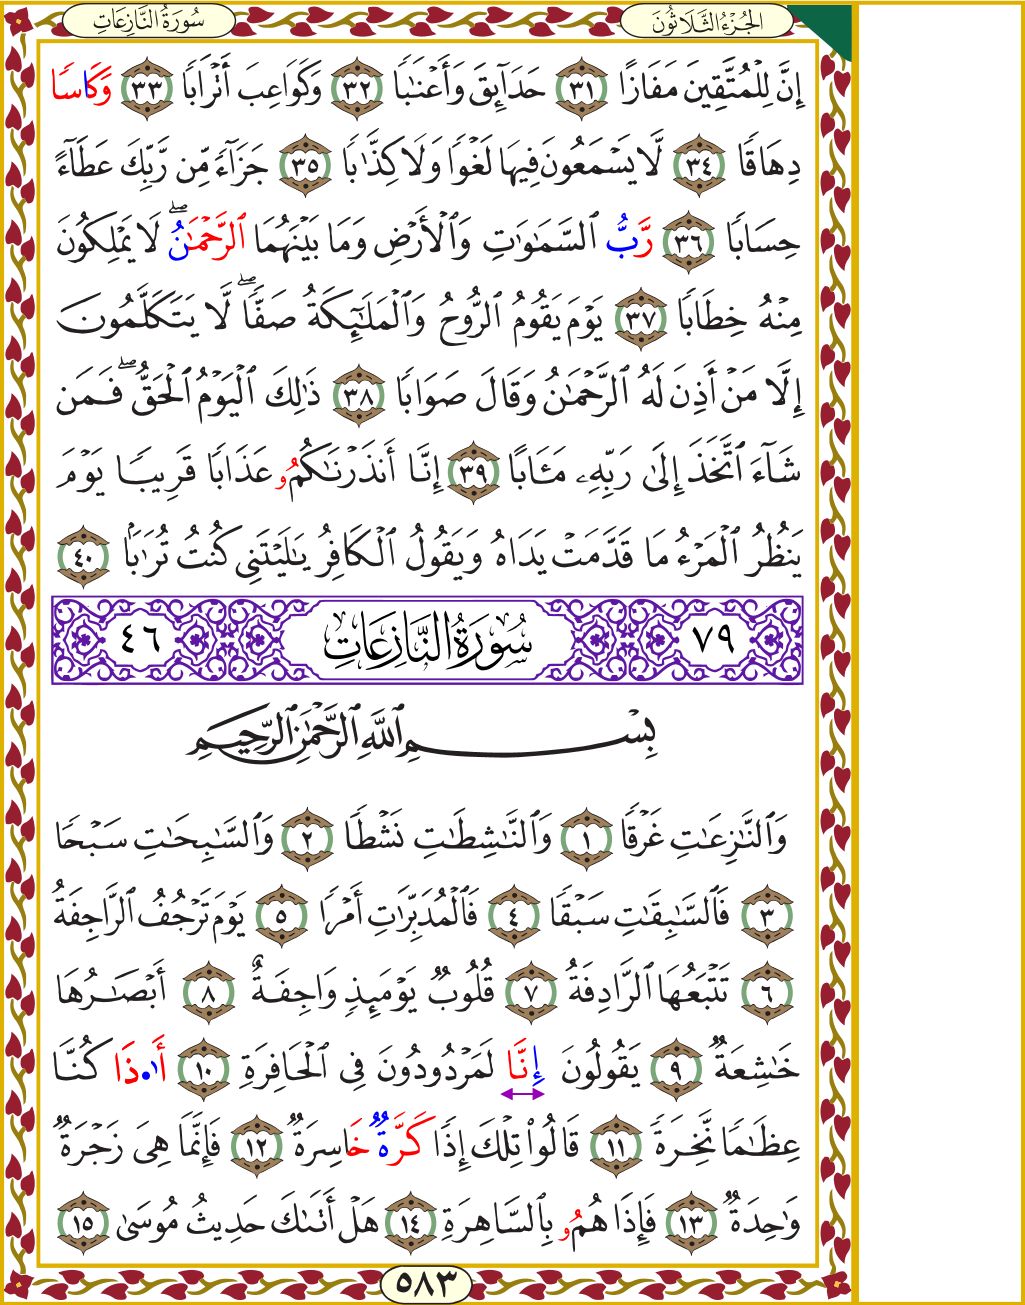 سُورَةُ النَّازِعَاتِ
الجُزْءُ الثَّلَاثُونَ
إِنَّ لِلْمُتَّقِينَ مَفَازًا ٣١ حَدَآئِقَ وَأَعْنَٰبًا ٣٢ وَكَوَاعِبَ أَتْرَابًا ٣٣ وَكَاسًا
دِهَاقًا ٣٤ لَّا يَسْمَعُونَ فِيهَا لَغْوًا وَلَا كِذَّٰبًا ٣٥ جَزَآءً مِّن رَّبِّكَ عَطَآءً
حِسَابًا ٣٦ رَّبُّ ٱلسَّمَٰوَٰتِ وَٱلْأَرْضِ وَمَا بَيْنَهُمَا ٱلرَّحْمَٰنُۖ لَا يَمْلِكُونَ
مِنْهُ خِطَابًا ٣٧ يَوْمَ يَقُومُ ٱلرُّوحُ وَٱلْمَلَٰٓئِكَةُ صَفًّاۖ لَّا يَتَكَلَّمُونَ
إِلَّا مَنْ أَذِنَ لَهُ ٱلرَّحْمَٰنُ وَقَالَ صَوَابًا ٣٨ ذَٰلِكَ ٱلْيَوْمُ ٱلْحَقُّۖ فَمَن
شَآءَ ٱتَّخَذَ إِلَىٰ رَبِّهِۦ مَـَٔابًا ٣٩ إِنَّا أَنذَرْنَٰكُمُۥ عَذَابًا قَرِيبًا يَوْمَ
يَنظُرُ ٱلْمَرْءُ مَا قَدَّمَتْ يَدَاهُ وَيَقُولُ ٱلْكَافِرُ يَٰلَيْتَنِي كُنتُ تُرَٰبًا ٤٠
٧٩ سُورَةُ النَّازِعَاتِ ٤٦
بِسْمِ ٱللَّهِ ٱلرَّحْمَٰنِ ٱلرَّحِيمِ
وَٱلنَّٰزِعَٰتِ غَرْقًا ١ وَٱلنَّٰشِطَٰتِ نَشْطًا ٢ وَٱلسَّٰبِحَٰتِ سَبْحًا
٣ فَٱلسَّٰبِقَٰتِ سَبْقًا ٤ فَٱلْمُدَبِّرَٰتِ أَمْرًا ٥ يَوْمَ تَرْجُفُ ٱلرَّاجِفَةُ
٦ تَتْبَعُهَا ٱلرَّادِفَةُ ٧ قُلُوبٌ يَوْمَئِذٍ وَاجِفَةٌ ٨ أَبْصَٰرُهَا
خَٰشِعَةٌ ٩ يَقُولُونَ إِنَّا لَمَرْدُودُونَ فِي ٱلْحَافِرَةِ ١٠ أَا۬ذَا كُنَّا
عِظَٰمًا نَّخِرَةً ١١ قَالُوا۟ تِلْكَ إِذًا كَرَّةٌ خَاسِرَةٌ ١٢ فَإِنَّمَا هِيَ زَجْرَةٌ
وَٰحِدَةٌ ١٣ فَإِذَا هُمُۥ بِٱلسَّاهِرَةِ ١٤ هَلْ أَتَىٰكَ حَدِيثُ مُوسَىٰ ١٥
٥٨٣